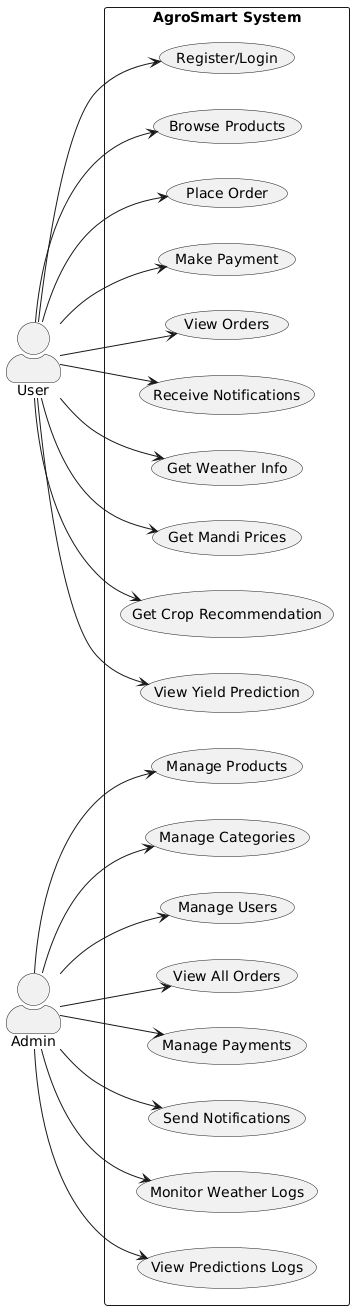 AgroSmart System
Register/Login
Browse Products
Place Order
Make Payment
View Orders
User
Receive Notifications
Get Weather Info
Get Mandi Prices
Get Crop Recommendation
View Yield Prediction
Manage Products
Manage Categories
Manage Users
View All Orders
Admin
Manage Payments
Send Notifications
Monitor Weather Logs
View Predictions Logs